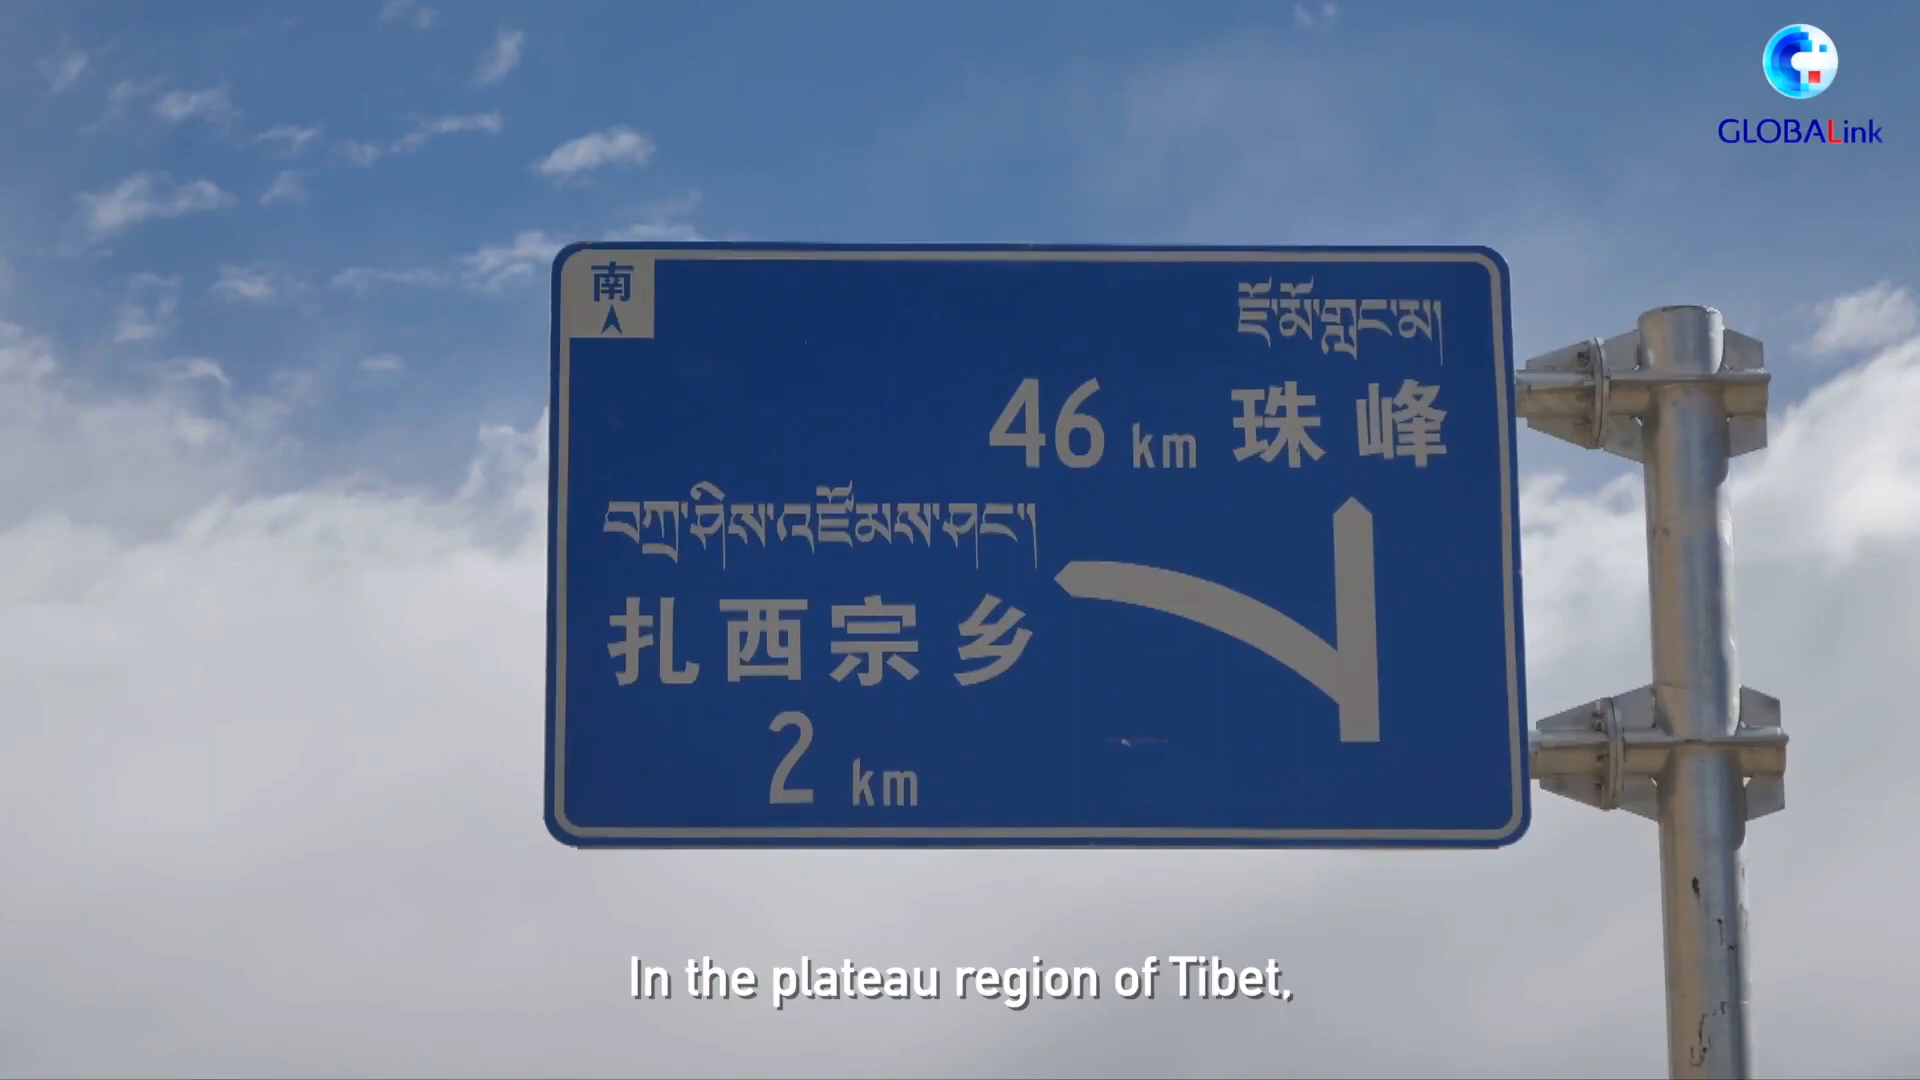 GLOBALink
南
ཇོ་མོ་གླང་མ།
46 km 珠峰
བཀྲ་ཤིས་འཛོམས་ཤང་།
扎西宗乡
2 km
In the plateau region of Tibet,